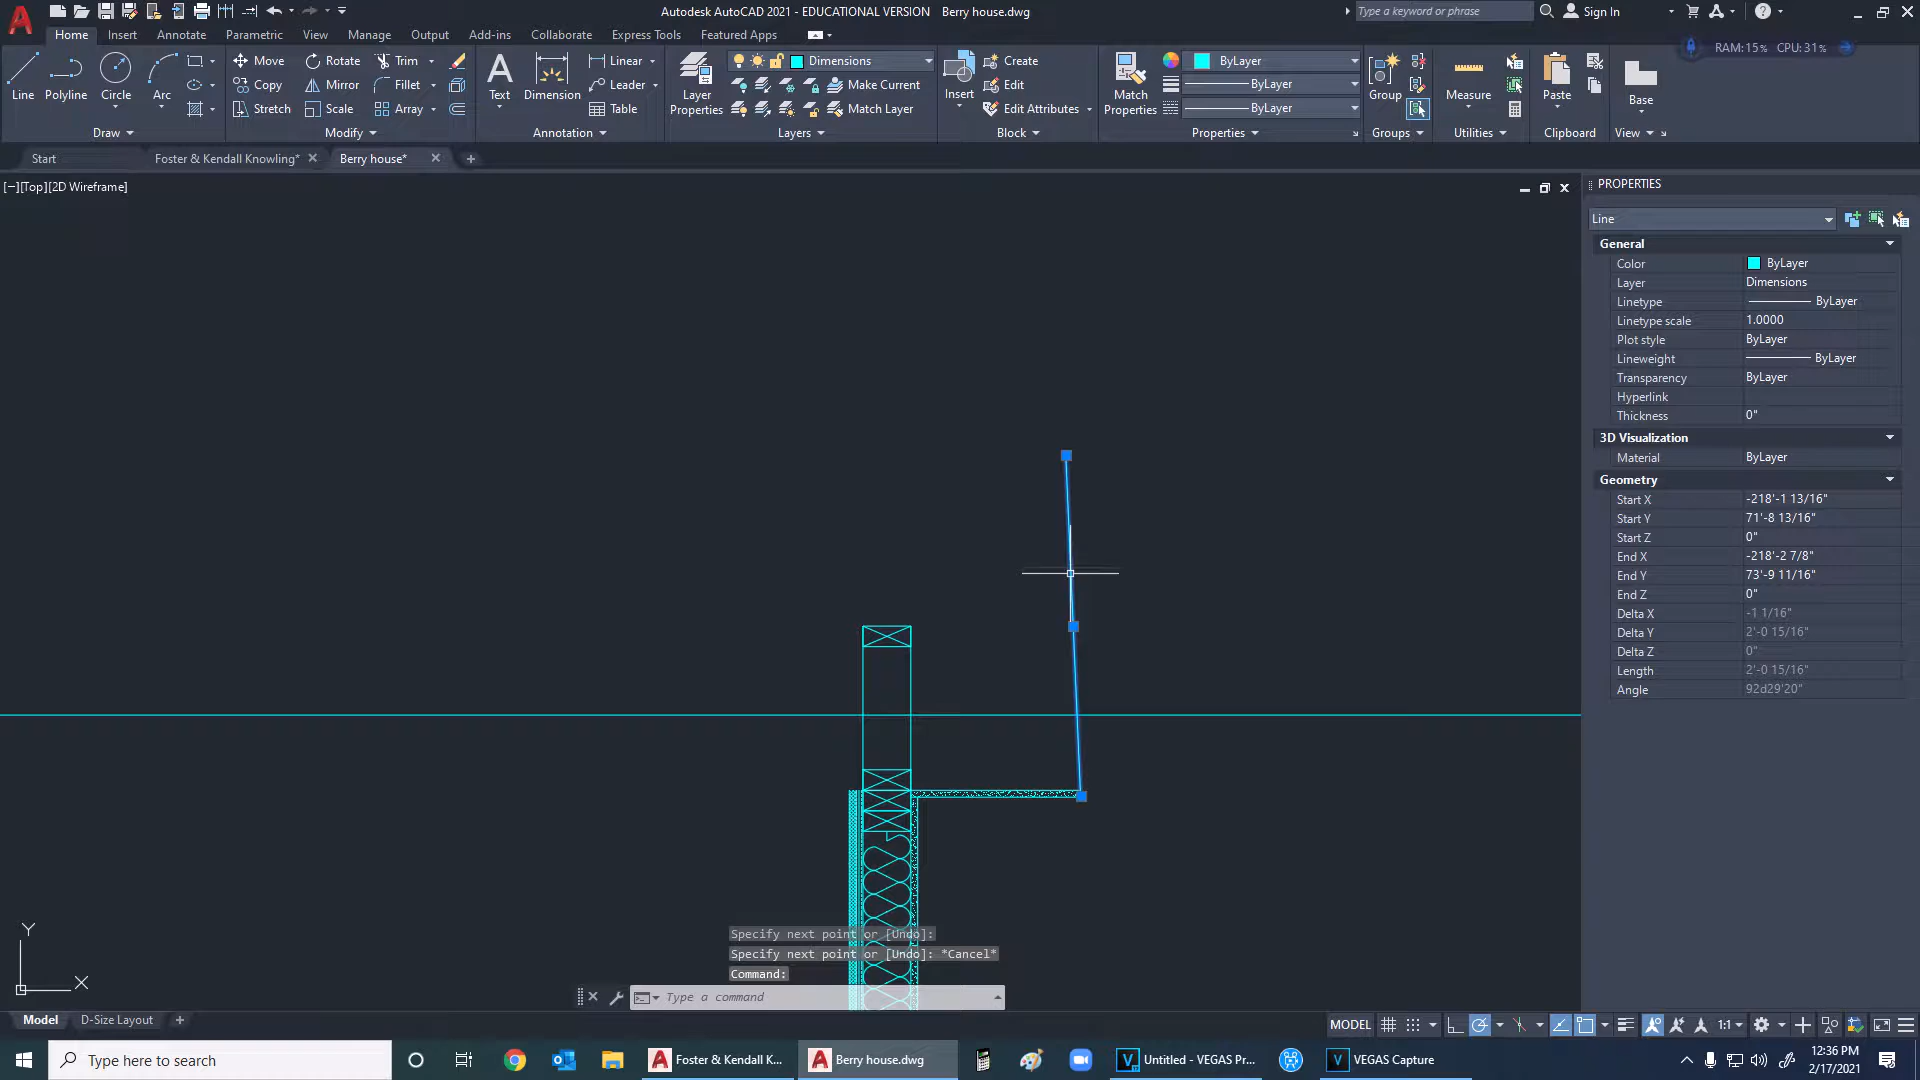 Autodesk AutoCAD 2021 - EDUCATIONAL VERSION Berry house.dwg
Type a keyword or phrase
Sign In
Home Insert Annotate Parametric View Manage Output Add-ins Collaborate Express Tools Featured Apps
RAM:15% CPU:31%
Line Polyline Circle Arc
Draw
Move Rotate Trim
Copy Mirror Fillet
Stretch Scale Array
Modify
Text Dimension
Linear
Leader
Table
Annotation
Layer Properties
Dimensions
Make Current
Match Layer
Layers
Insert
Create
Edit
Edit Attributes
Block
Match Properties
ByLayer
ByLayer
ByLayer
Properties
Group
Groups
Measure
Utilities
Paste
Clipboard
Base
View
Start Foster & Kendall Knowling* Berry house*
[−][Top][2D Wireframe]
PROPERTIES
Line
General
Color ByLayer
Layer Dimensions
Linetype ByLayer
Linetype scale 1.0000
Plot style ByLayer
Lineweight ByLayer
Transparency ByLayer
Hyperlink
Thickness 0"
3D Visualization
Material ByLayer
Geometry
Start X -218'-1 13/16"
Start Y 71'-8 13/16"
Start Z 0"
End X -218'-2 7/8"
End Y 73'-9 11/16"
End Z 0"
Delta X -1 1/16"
Delta Y 2'-0 15/16"
Delta Z 0"
Length 2'-0 15/16"
Angle 92d29'20"
Y
X
Specify next point or [Undo]:
Specify next point or [Undo]: *Cancel*
Command:
Type a command
Model D-Size Layout
MODEL 1:1
Type here to search
Foster & Kendall K...
Berry house.dwg
Untitled - VEGAS Pr...
VEGAS Capture
12:36 PM
2/17/2021